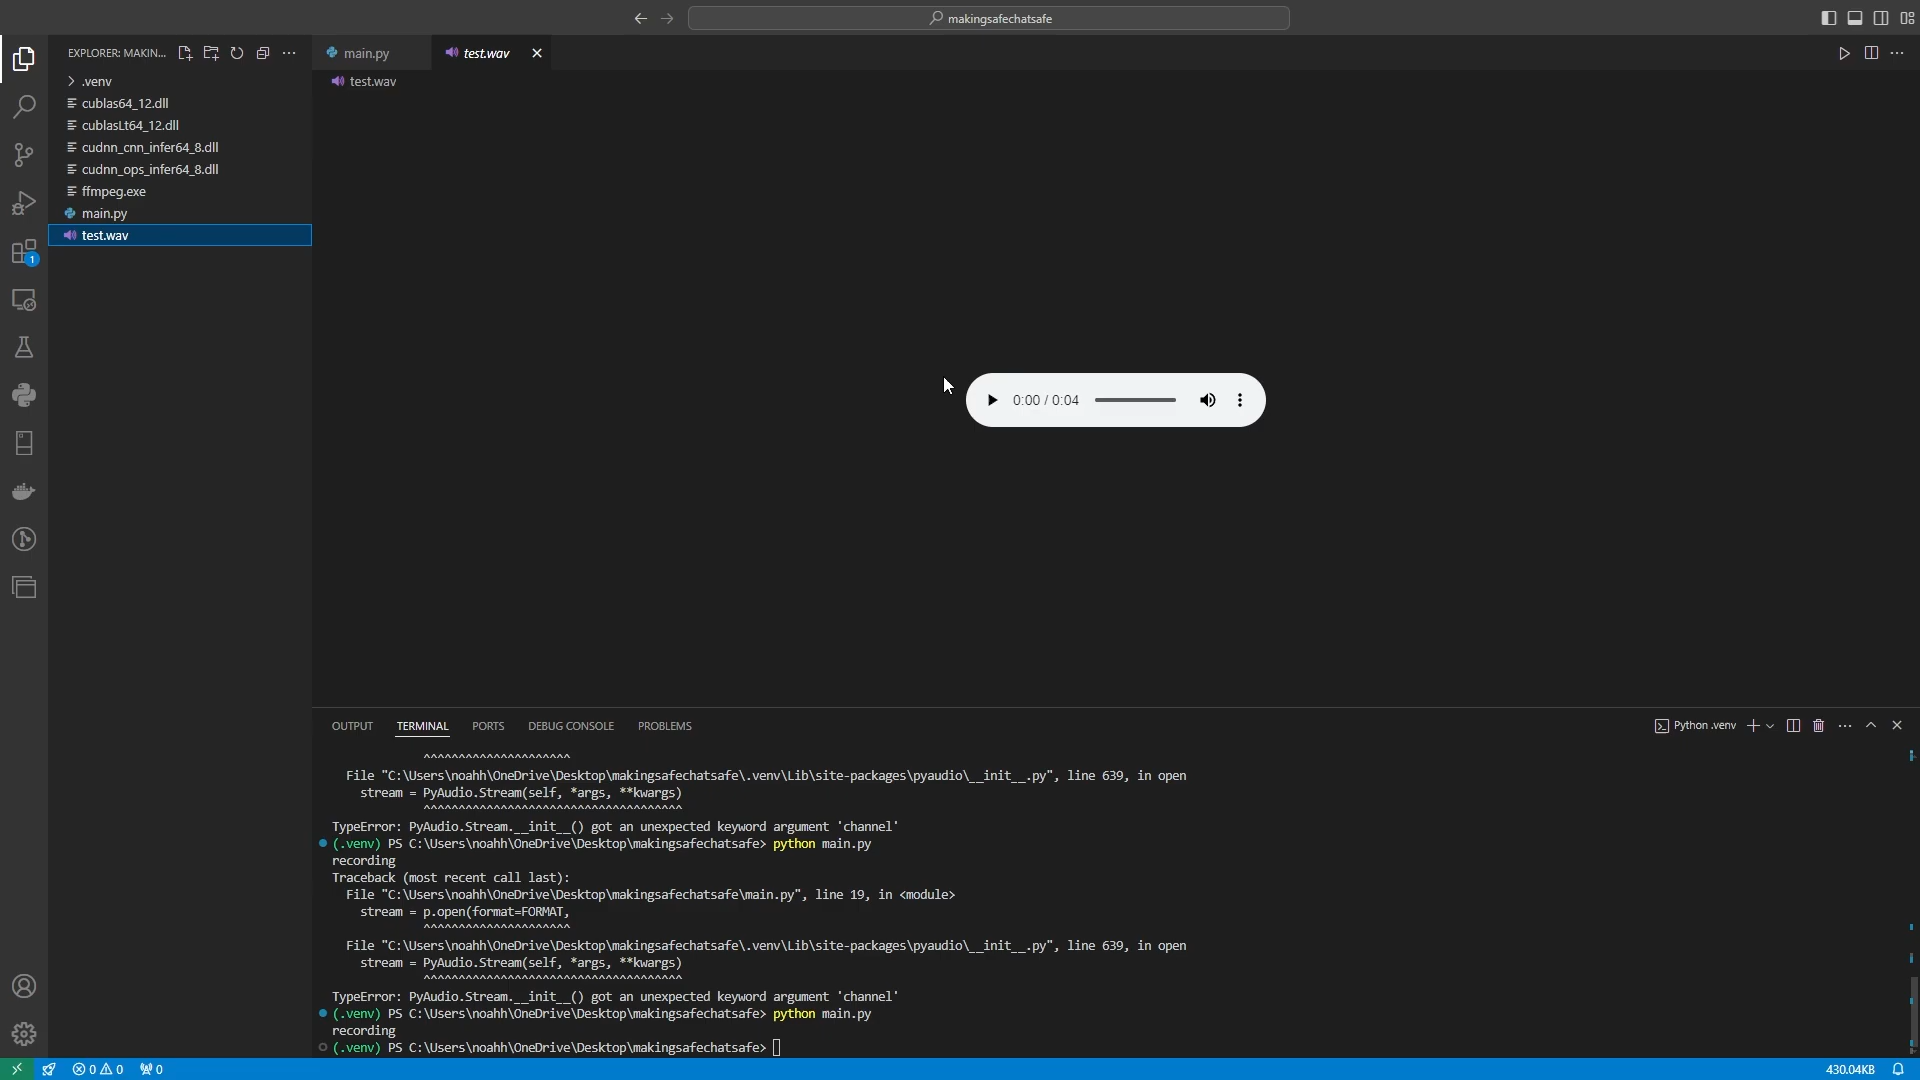 makingsafechatsafe
EXPLORER: MAKIN...
main.py
test.wav
test.wav
.venv
cublas64_12.dll
cublasLt64_12.dll
cudnn_cnn_infer64_8.dll
cudnn_ops_infer64_8.dll
ffmpeg.exe
main.py
test.wav
1
0:00 / 0:04
OUTPUT
TERMINAL
PORTS
DEBUG CONSOLE
PROBLEMS
Python .venv
^^^^^^^^^^^^^^^^^^^^^
File "C:\Users\noahh\OneDrive\Desktop\makingsafechatsafe\.venv\Lib\site-packages\pyaudio\__init__.py", line 639, in open
stream = PyAudio.Stream(self, *args, **kwargs)
^^^^^^^^^^^^^^^^^^^^^^^^^^^^^^^^^^^^^
TypeError: PyAudio.Stream.__init__() got an unexpected keyword argument 'channel'
(.venv) PS C:\Users\noahh\OneDrive\Desktop\makingsafechatsafe> python main.py
recording
Traceback (most recent call last):
File "C:\Users\noahh\OneDrive\Desktop\makingsafechatsafe\main.py", line 19, in <module>
stream = p.open(format=FORMAT,
^^^^^^^^^^^^^^^^^^^^^
File "C:\Users\noahh\OneDrive\Desktop\makingsafechatsafe\.venv\Lib\site-packages\pyaudio\__init__.py", line 639, in open
stream = PyAudio.Stream(self, *args, **kwargs)
^^^^^^^^^^^^^^^^^^^^^^^^^^^^^^^^^^^^^
TypeError: PyAudio.Stream.__init__() got an unexpected keyword argument 'channel'
(.venv) PS C:\Users\noahh\OneDrive\Desktop\makingsafechatsafe> python main.py
recording
(.venv) PS C:\Users\noahh\OneDrive\Desktop\makingsafechatsafe>
0 0 0
430.04KB